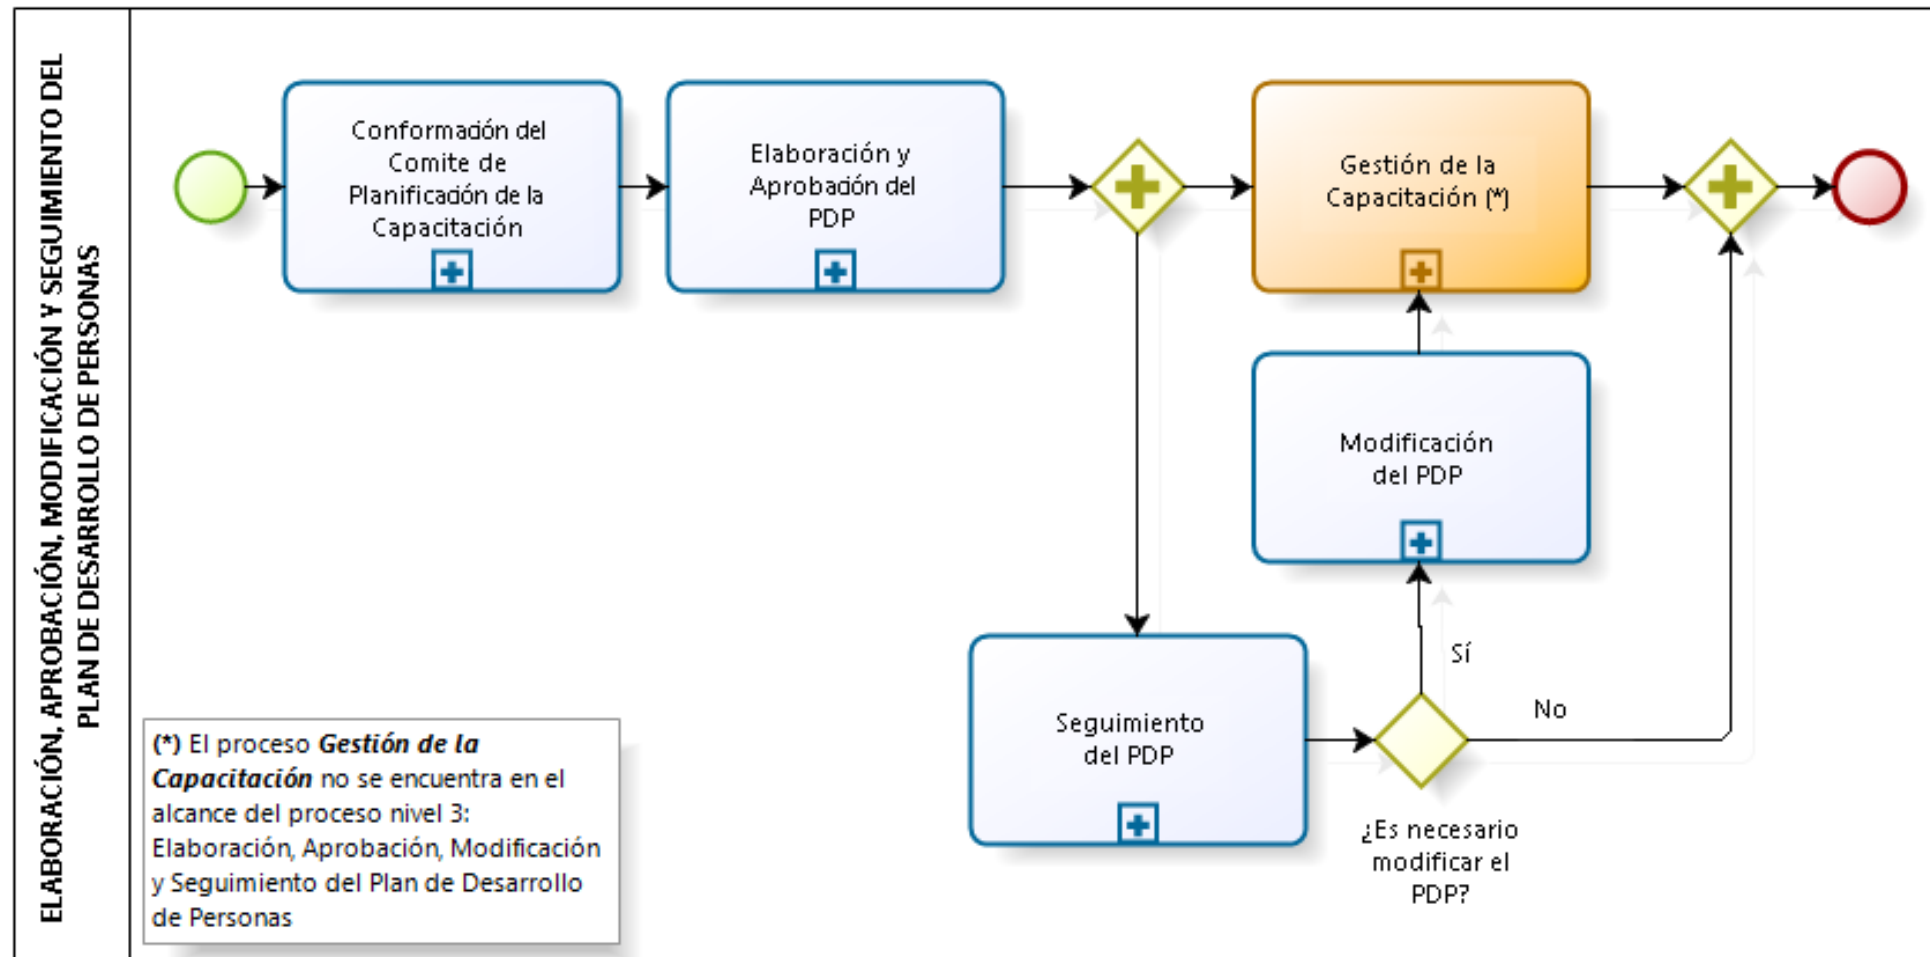 ELABORACIÓN, APROBACIÓN, MODIFICACIÓN Y SEGUIMIENTO DEL
PLAN DE DESARROLLO DE PERSONAS
Conformación del
Comite de
Planificación de la
Capacitación
Elaboración y
Aprobación del
PDP
Gestión de la
Capacitación (*)
Modificación
del PDP
Sí
No
Seguimiento
del PDP
¿Es necesario
modificar el
PDP?
(*) El proceso Gestión de la
Capacitación no se encuentra en el
alcance del proceso nivel 3:
Elaboración, Aprobación, Modificación
y Seguimiento del Plan de Desarrollo
de Personas